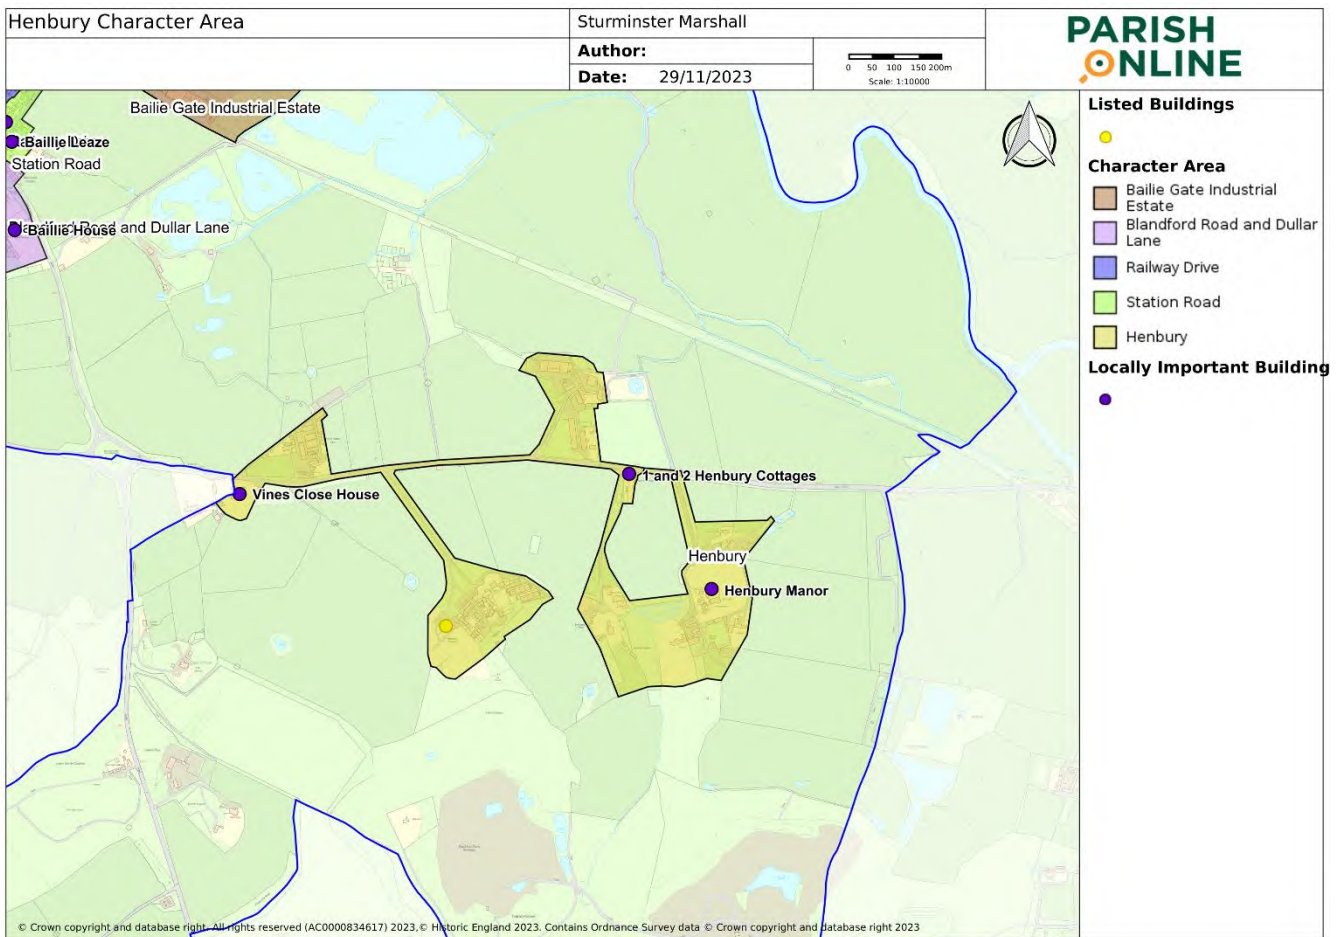 Henbury Character Area
Sturminster Marshall
Author:
Date: 29/11/2023
0 50 100 150 200m
Scale: 1:10000
PARISH
ONLINE
Bailie Gate Industrial Estate
Baillie Leaze
Station Road
Blandford Road and Dullar Lane
Baillie House
1 and 2 Henbury Cottages
Vines Close House
Henbury
Henbury Manor
Listed Buildings
Character Area
Bailie Gate Industrial
Estate
Blandford Road and Dullar
Lane
Railway Drive
Station Road
Henbury
Locally Important Building
© Crown copyright and database right. All rights reserved (AC0000834617) 2023,© Historic England 2023. Contains Ordnance Survey data © Crown copyright and database right 2023